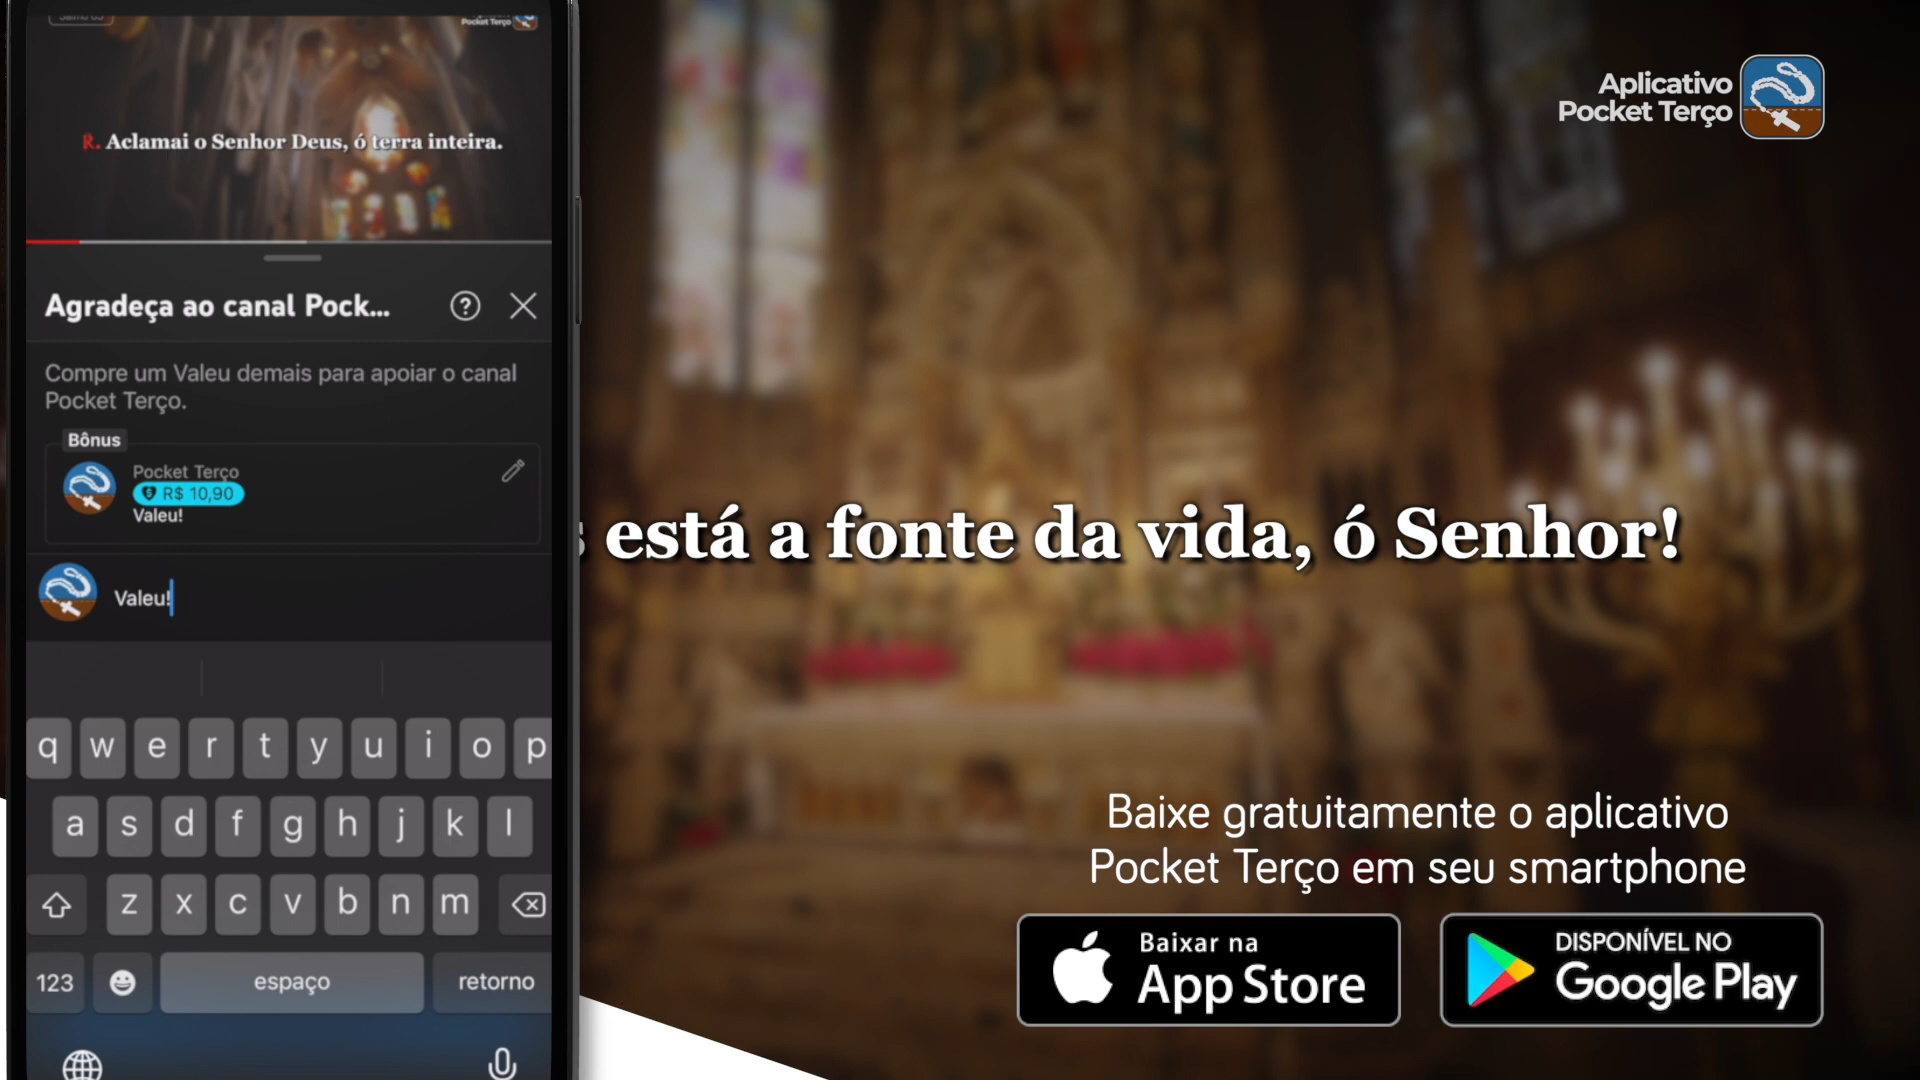 Pocket Terço
R. Aclamai o Senhor Deus, ó terra inteira.
Agradeça ao canal Pock...
Compre um Valeu demais para apoiar o canal
Pocket Terço.
Bônus
Pocket Terço
R$ 10,90
Valeu!
Valeu!
q w e r t y u i o p
a s d f g h j k l
z x c v b n m
123 espaço retorno
Aplicativo
Pocket Terço
está a fonte da vida, ó Senhor!
Baixe gratuitamente o aplicativo
Pocket Terço em seu smartphone
Baixar na
App Store
DISPONÍVEL NO
Google Play